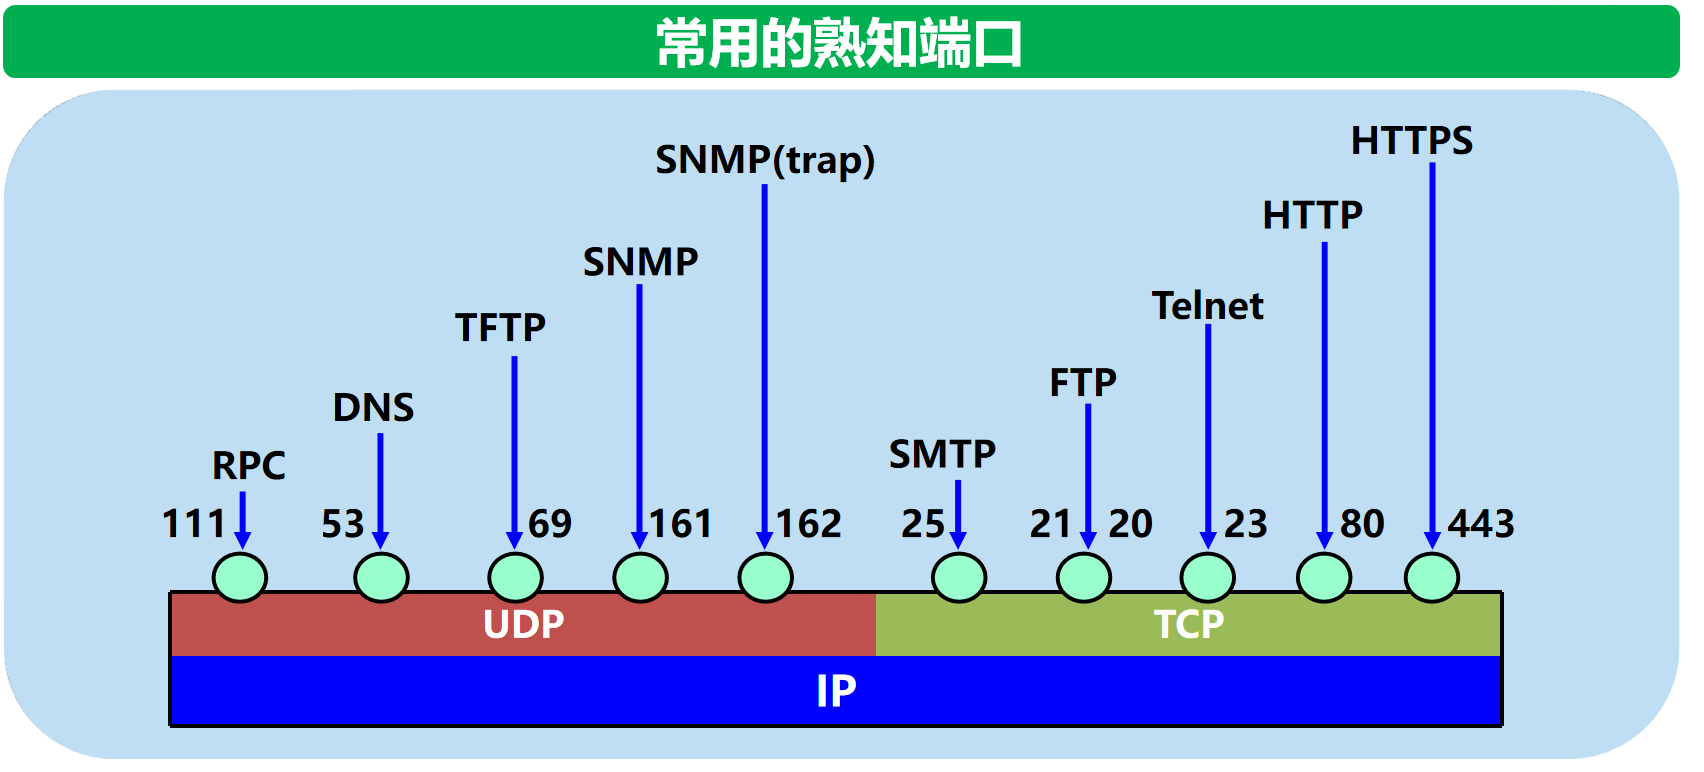 常用的熟知端口
HTTPS
SNMP(trap)
HTTP
SNMP
Telnet
TFTP
FTP
DNS
SMTP
RPC
111 53 69 161 162 25 21 20 23 80 443
UDP TCP
IP